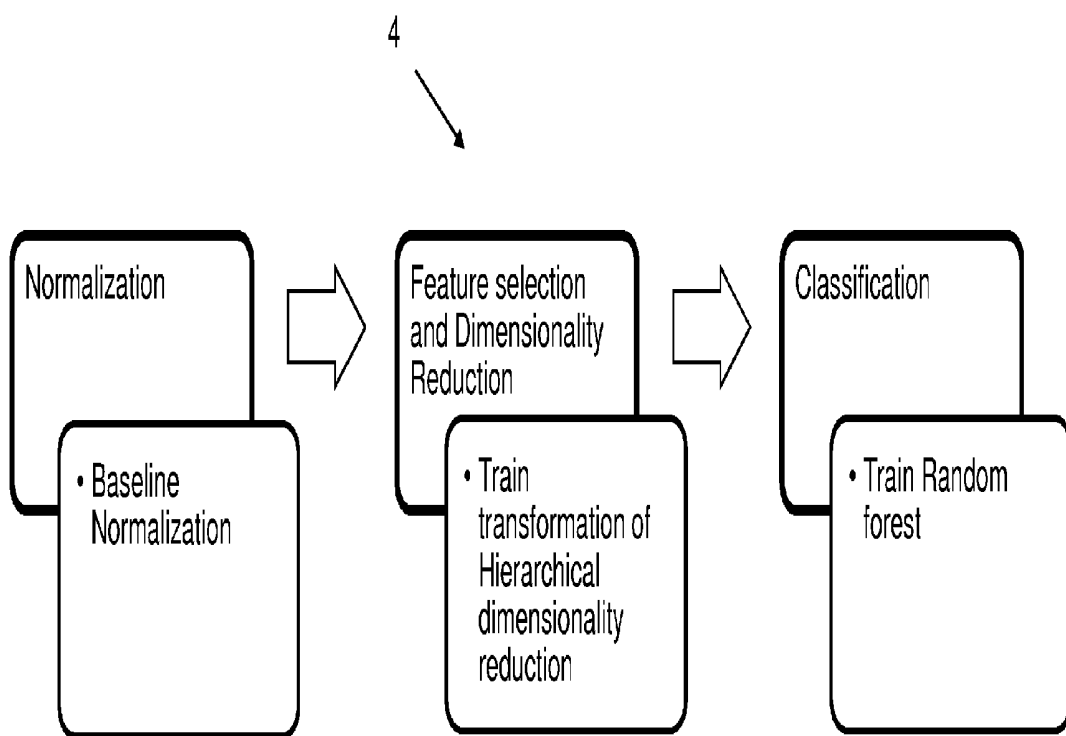 4
Normalization
• Baseline
Normalization
Feature selection
and Dimensionality
Reduction
• Train
transformation of
Hierarchical
dimensionality
reduction
Classification
• Train Random
forest